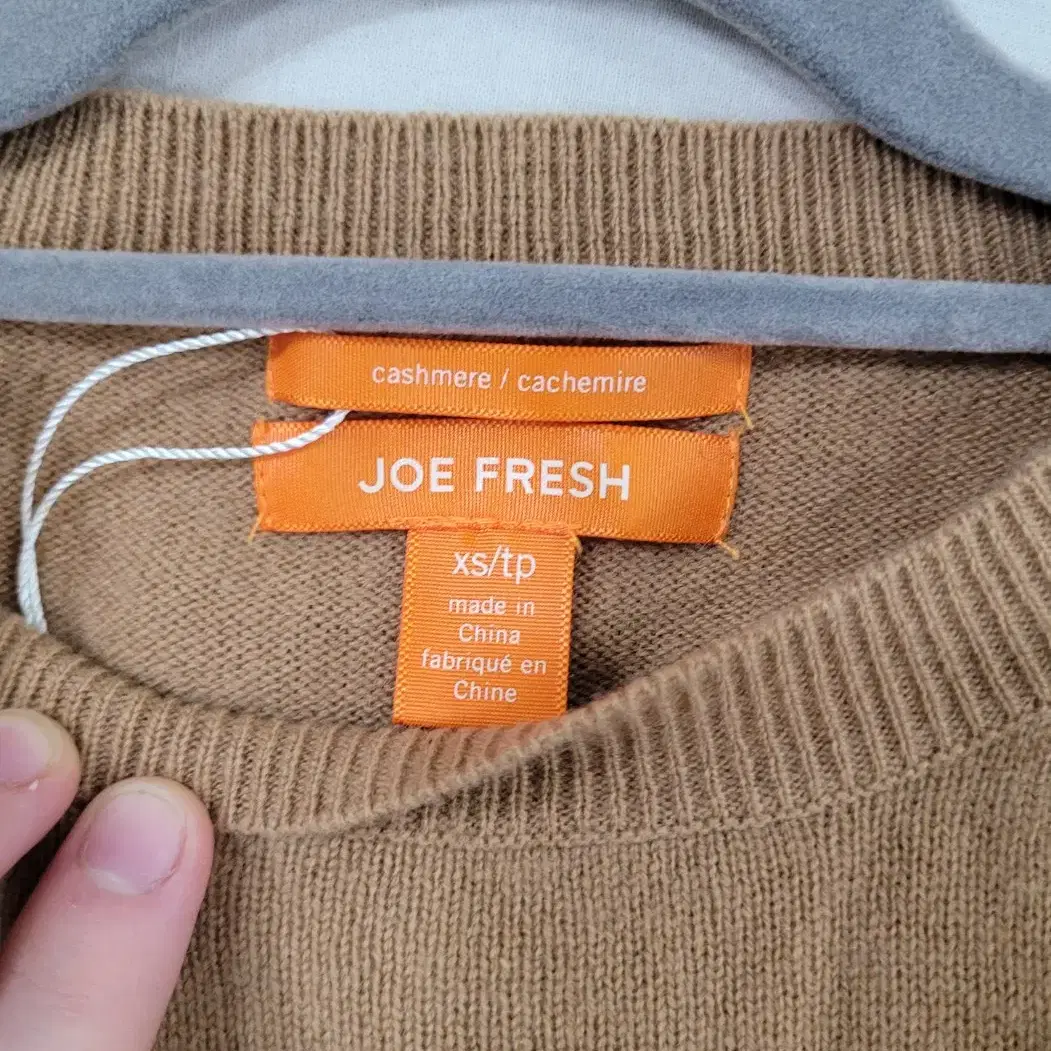 cashmere / cachemire
JOE FRESH
xs/tp
made in
China
fabriqué en
Chine